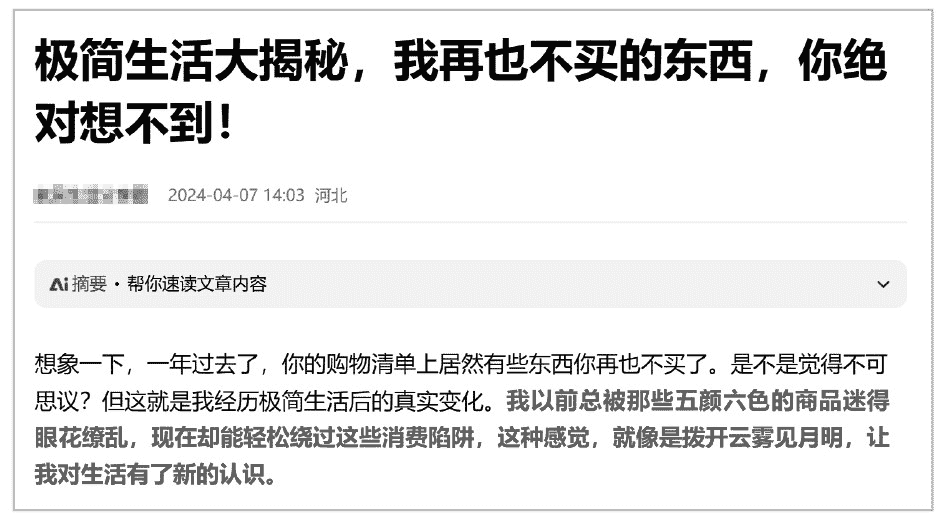 极简生活大揭秘，我再也不买的东西，你绝
对想不到！
2024-04-07 14:03 河北
Ai摘要·帮你速读文章内容
想象一下，一年过去了，你的购物清单上居然有些东西你再也不买了。是不是觉得不可
思议？但这就是我经历极简生活后的真实变化。我以前总被那些五颜六色的商品迷得
眼花缭乱，现在却能轻松绕过这些消费陷阱，这种感觉，就像是拨开云雾见月明，让
我对生活有了新的认识。